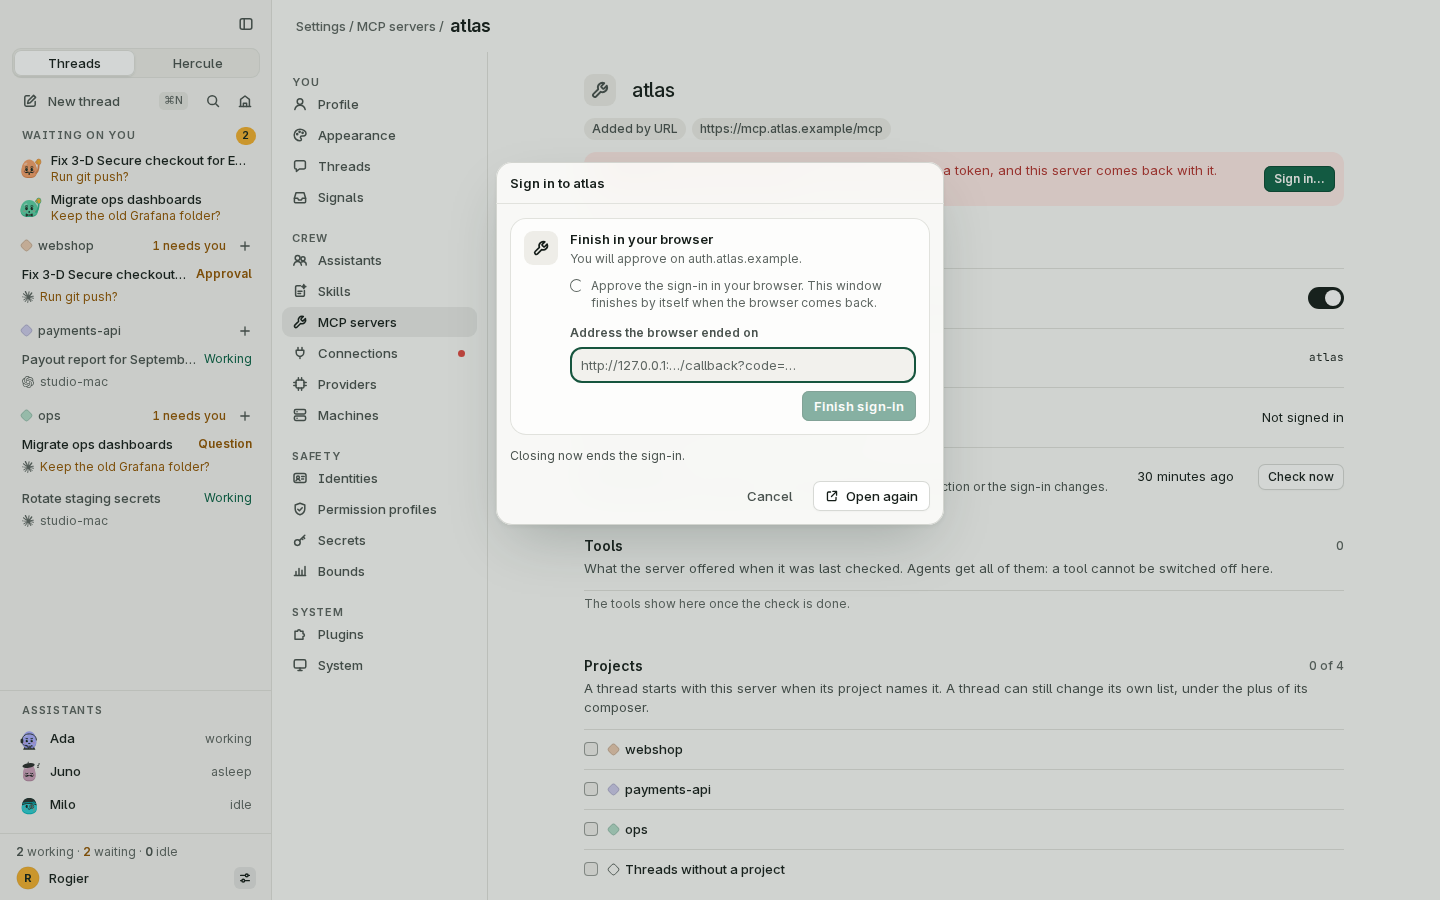 Threads
Hercule
New thread
⌘N
WAITING ON YOU
2
Fix 3-D Secure checkout for E…
Run git push?
Migrate ops dashboards
Keep the old Grafana folder?
webshop
1 needs you
Fix 3-D Secure checkout…
Approval
Run git push?
payments-api
Payout report for Septemb…
Working
studio-mac
ops
1 needs you
Migrate ops dashboards
Question
Keep the old Grafana folder?
Rotate staging secrets
Working
studio-mac
ASSISTANTS
Ada
working
Juno
asleep
Milo
idle
2 working · 2 waiting · 0 idle
R
Rogier
Settings / MCP servers / atlas
YOU
Profile
Appearance
Threads
Signals
CREW
Assistants
Skills
MCP servers
Connections
Providers
Machines
SAFETY
Identities
Permission profiles
Secrets
Bounds
SYSTEM
Plugins
System
atlas
Added by URL
https://mcp.atlas.example/mcp
a token, and this server comes back with it.
Sign in…
atlas
Not signed in
ction or the sign-in changes.
30 minutes ago
Check now
Sign in to atlas
Finish in your browser
You will approve on auth.atlas.example.
Approve the sign-in in your browser. This window
finishes by itself when the browser comes back.
Address the browser ended on
http://127.0.0.1:…/callback?code=…
Finish sign-in
Closing now ends the sign-in.
Cancel
Open again
Tools
0
What the server offered when it was last checked. Agents get all of them: a tool cannot be switched off here.
The tools show here once the check is done.
Projects
0 of 4
A thread starts with this server when its project names it. A thread can still change its own list, under the plus of its
composer.
webshop
payments-api
ops
Threads without a project